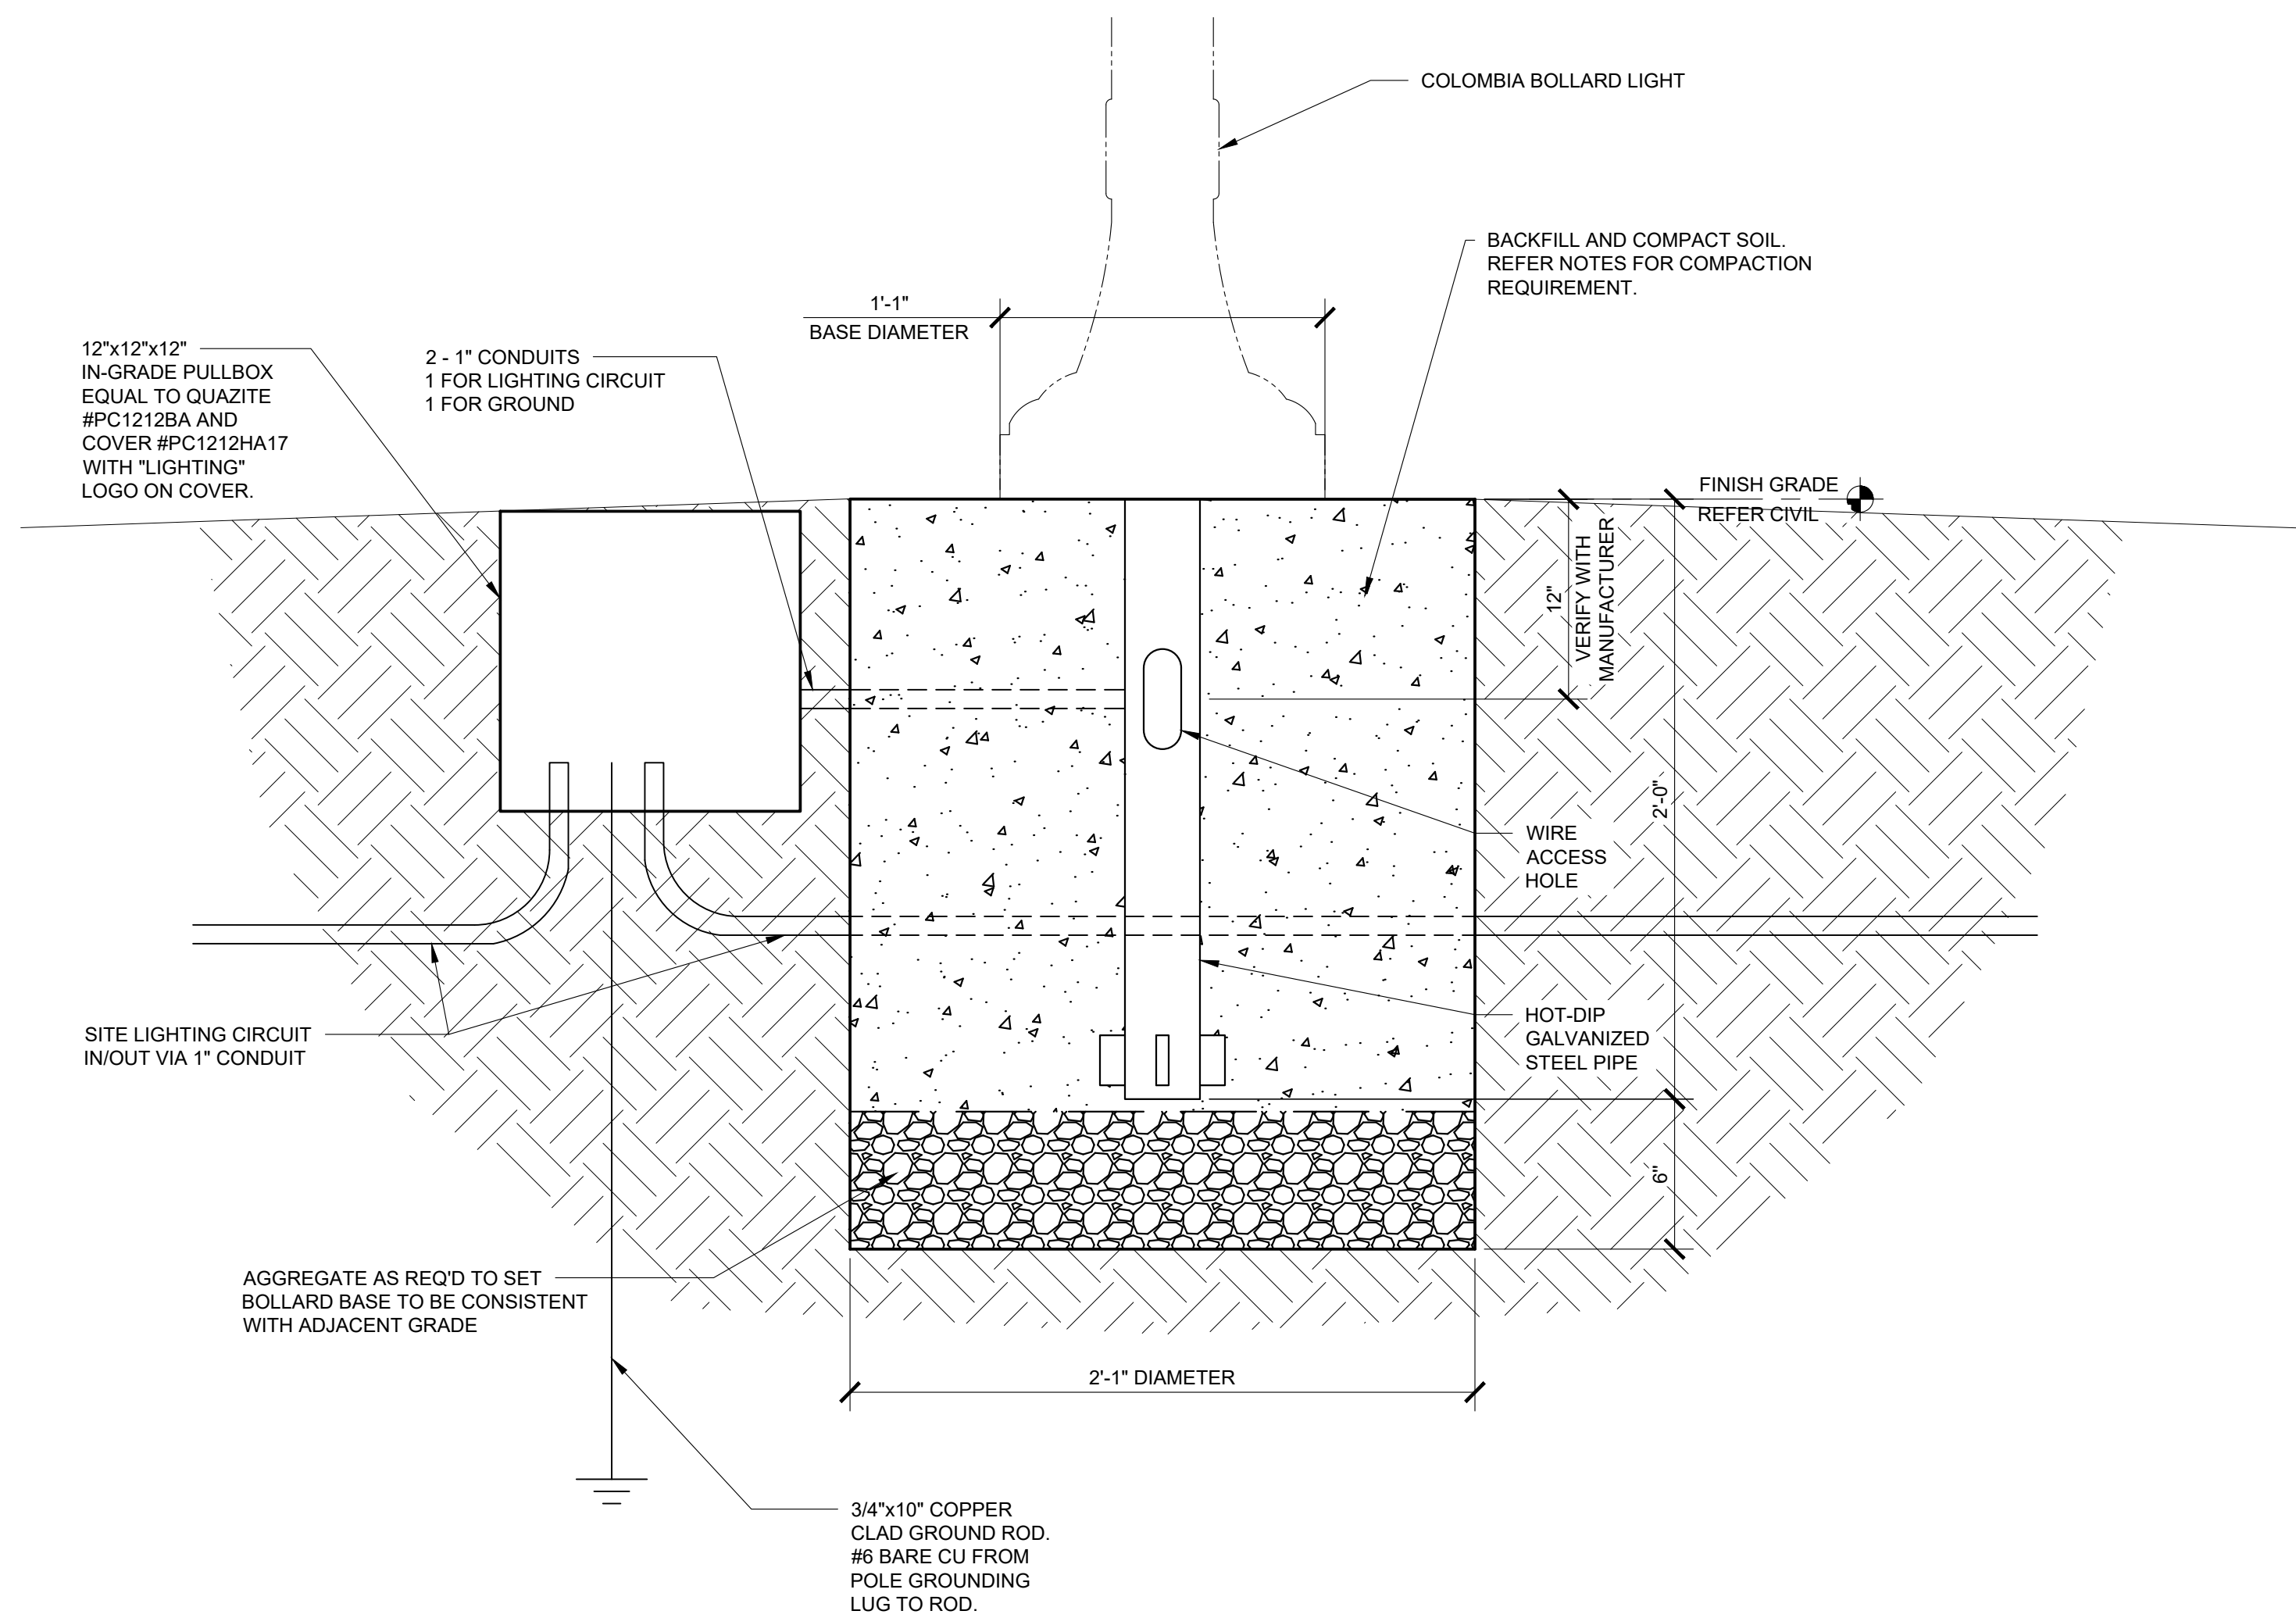 COLOMBIA BOLLARD LIGHT
BACKFILL AND COMPACT SOIL.
REFER NOTES FOR COMPACTION
REQUIREMENT.
1'-1"
BASE DIAMETER
12"x12"x12"
IN-GRADE PULLBOX
EQUAL TO QUAZITE
#PC1212BA AND
COVER #PC1212HA17
WITH "LIGHTING"
LOGO ON COVER.
2 - 1" CONDUITS
1 FOR LIGHTING CIRCUIT
1 FOR GROUND
FINISH GRADE
REFER CIVIL
12"
VERIFY WITH
MANUFACTURER
2'-0"
WIRE
ACCESS
HOLE
HOT-DIP
GALVANIZED
STEEL PIPE
SITE LIGHTING CIRCUIT
IN/OUT VIA 1" CONDUIT
6"
AGGREGATE AS REQ'D TO SET
BOLLARD BASE TO BE CONSISTENT
WITH ADJACENT GRADE
2'-1" DIAMETER
3/4"x10" COPPER
CLAD GROUND ROD.
#6 BARE CU FROM
POLE GROUNDING
LUG TO ROD.